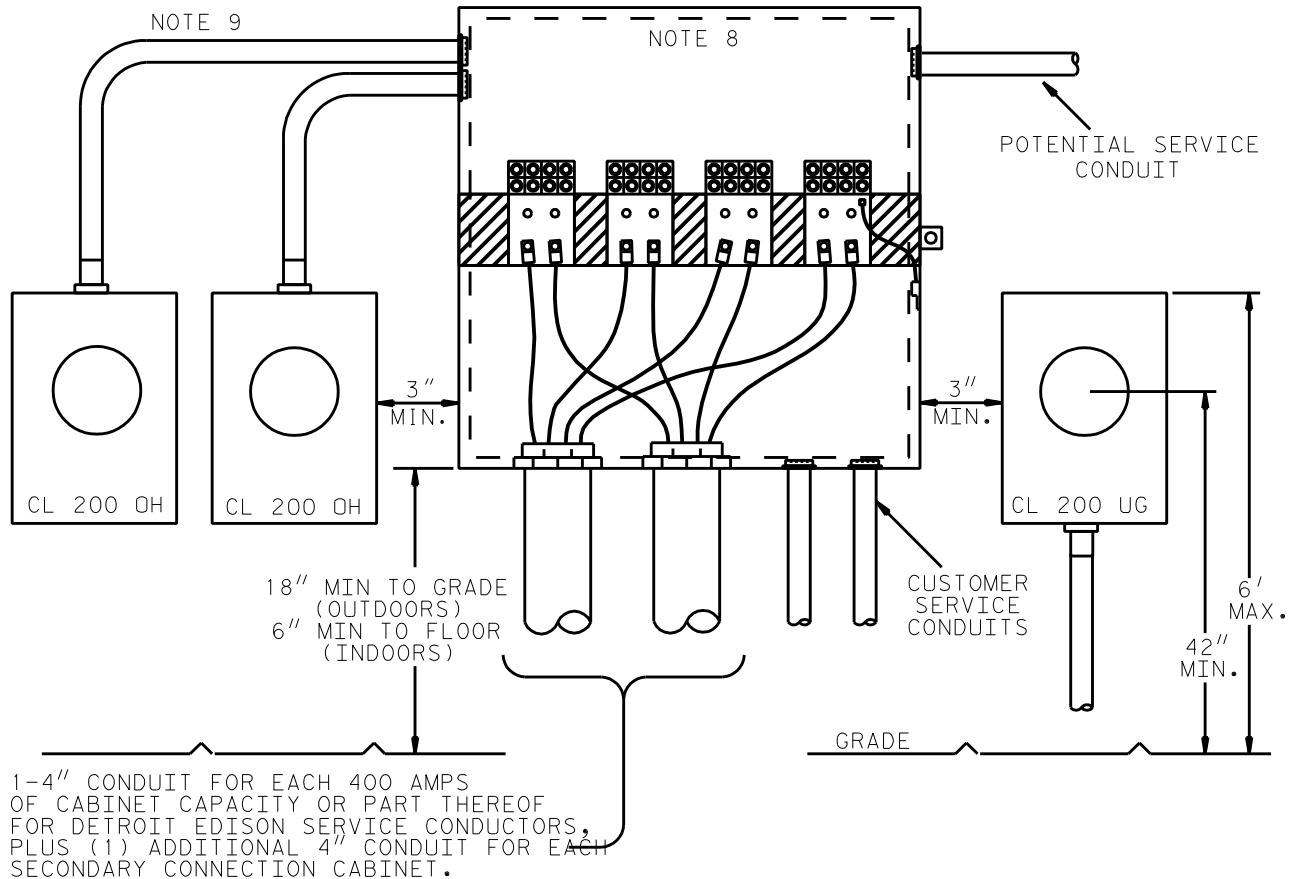 NOTE 9
NOTE 8
POTENTIAL SERVICE
CONDUIT
3"
MIN.
3"
MIN.
CL 200 OH
CL 200 OH
CL 200 UG
18" MIN TO GRADE
(OUTDOORS)
6" MIN TO FLOOR
(INDOORS)
CUSTOMER
SERVICE
CONDUITS
6'
MAX.
42"
MIN.
GRADE
1-4" CONDUIT FOR EACH 400 AMPS
OF CABINET CAPACITY OR PART THEREOF
FOR DETROIT EDISON SERVICE CONDUCTORS,
PLUS (1) ADDITIONAL 4" CONDUIT FOR EACH
SECONDARY CONNECTION CABINET.